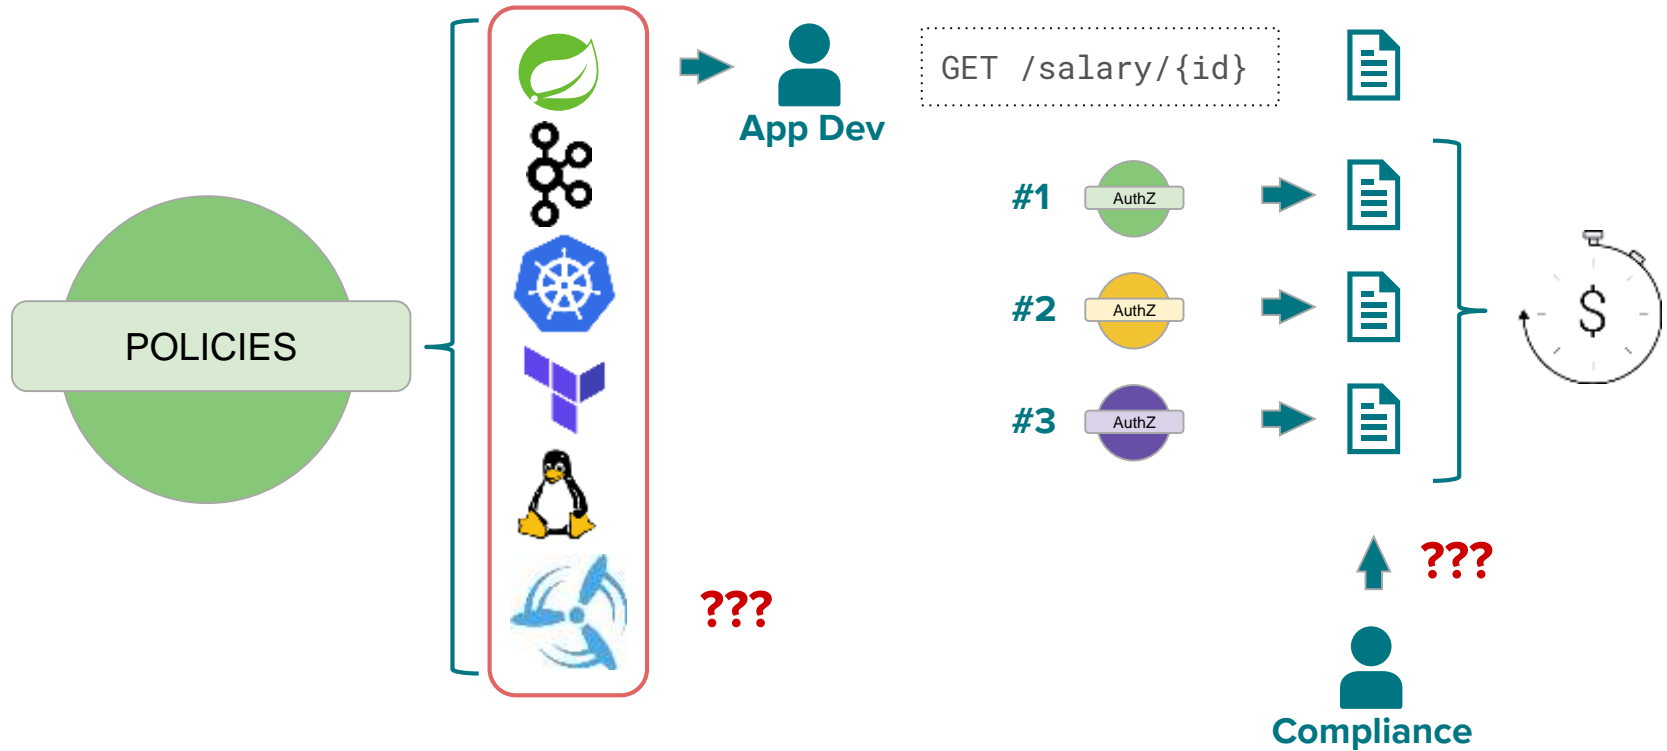 POLICIES
App Dev
GET /salary/{id}
#1
AuthZ
#2
AuthZ
#3
AuthZ
$
???
???
Compliance